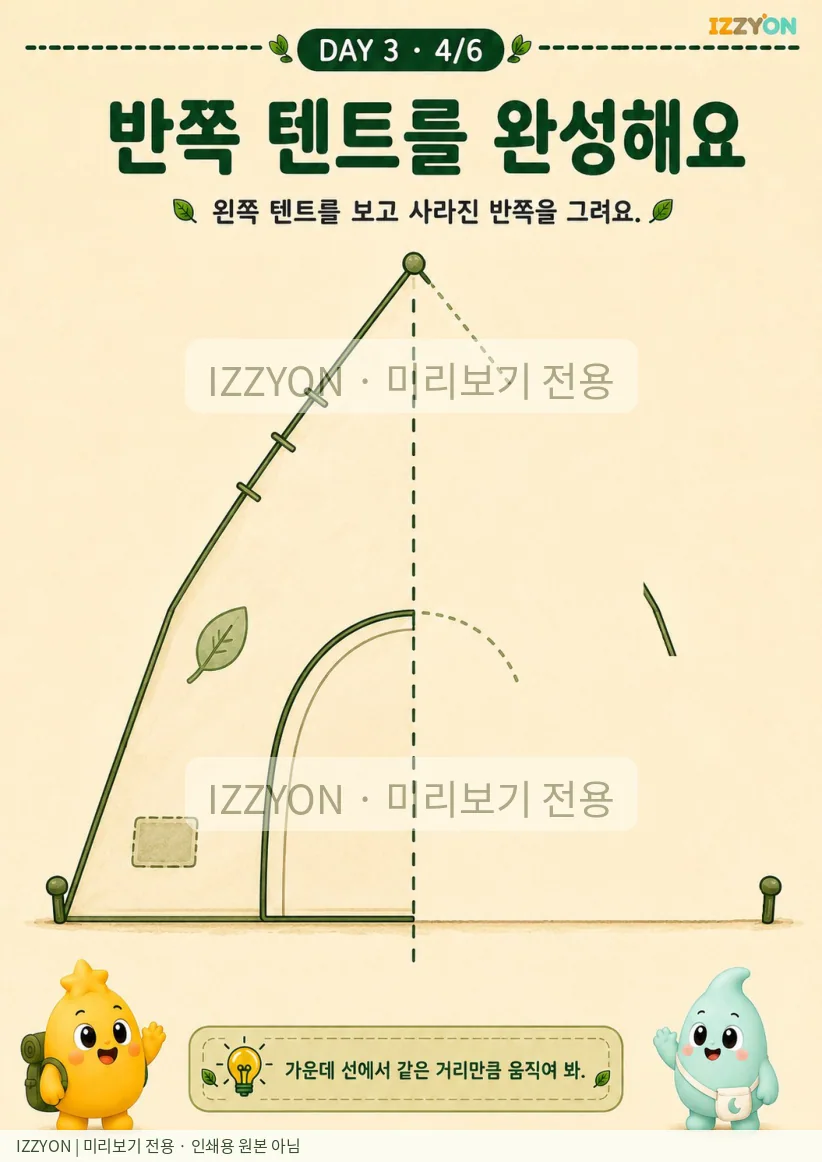 IZZYON
DAY 3 · 4/6
반쪽 텐트를 완성해요
왼쪽 텐트를 보고 사라진 반쪽을 그려요.
IZZYON · 미리보기 전용
IZZYON · 미리보기 전용
가운데 선에서 같은 거리만큼 움직여 봐.
IZZYON | 미리보기 전용 · 인쇄용 원본 아님